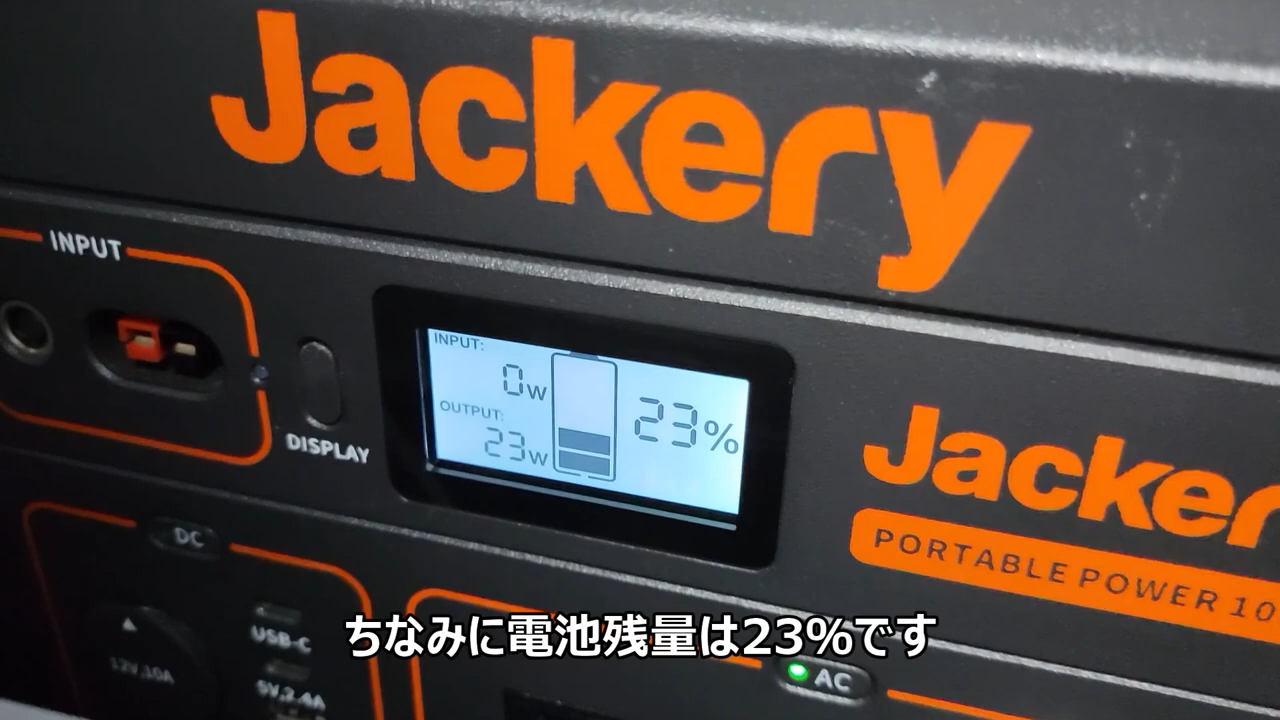 Jackery
INPUT
INPUT:
0w
OUTPUT:
23w
23%
DISPLAY
Jacker
PORTABLE POWER 10
DC
12V,10A
USB-C
5V,2.4A
AC
ちなみに電池残量は23%です